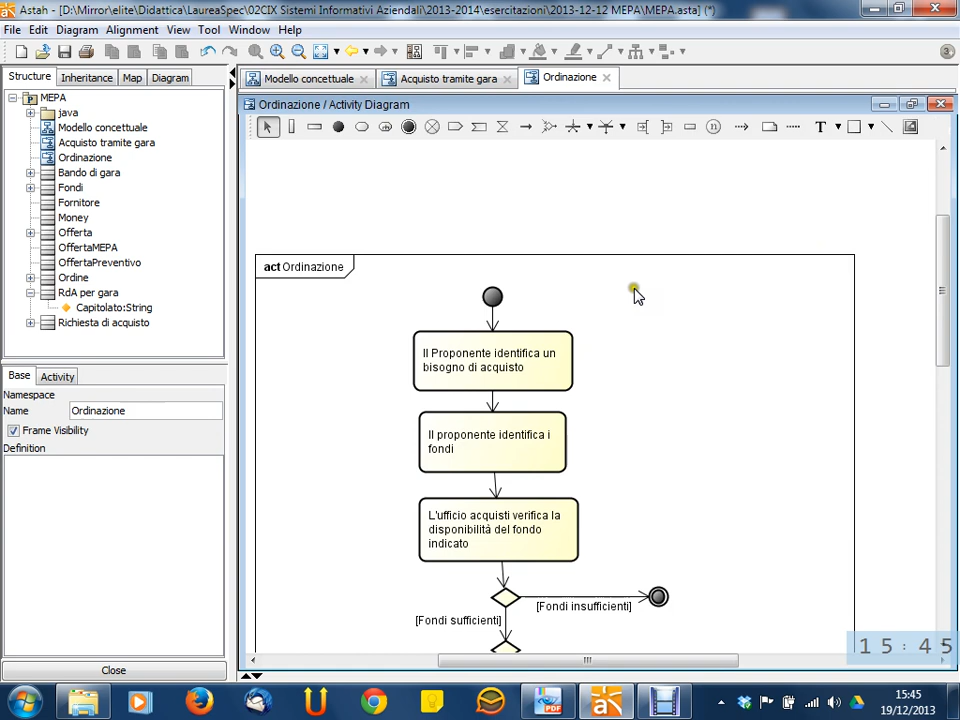 Astah - [D:\Mirror\elite\Didattica\LaureaSpec\02CIX Sistemi Informativi Aziendali\2013-2014\esercitazioni\2013-12-12 MEPA\MEPA.asta] (*)
File Edit Diagram Alignment View Tool Window Help
3
Structure Inheritance Map Diagram
Modello concettuale Acquisto tramite gara Ordinazione
MEPA
java
Modello concettuale
Acquisto tramite gara
Ordinazione
Bando di gara
Fondi
Fornitore
Money
Offerta
OffertaMEPA
OffertaPreventivo
Ordine
RdA per gara
Capitolato:String
Richiesta di acquisto
Base Activity
Namespace
Name Ordinazione
Frame Visibility
Definition
Close
Ordinazione / Activity Diagram
T
act Ordinazione
Il Proponente identifica un
bisogno di acquisto
Il proponente identifica i
fondi
L'ufficio acquisti verifica la
disponibilità del fondo
indicato
[Fondi insufficienti]
[Fondi sufficienti]
15:45
PDF
15:45
19/12/2013